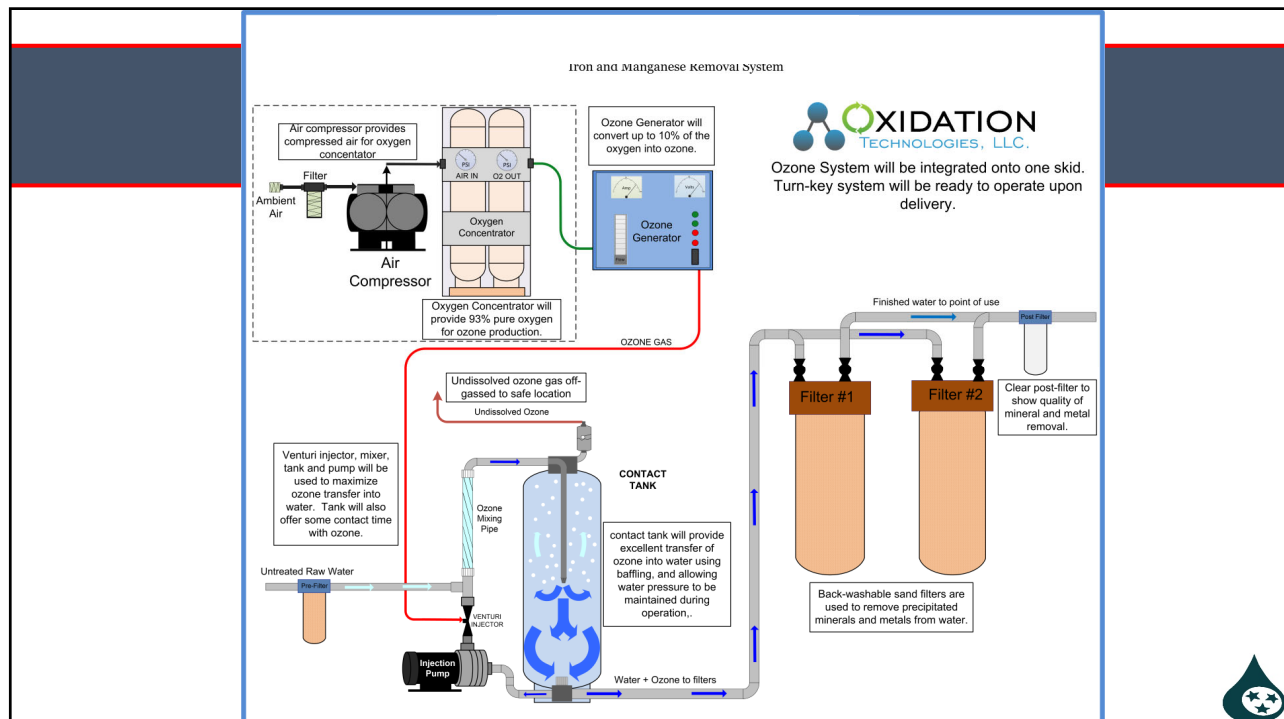 Iron and Manganese Removal System
Air compressor provides
compressed air for oxygen
concentator
Filter
Ambient
Air
Air
Compressor
PSI
PSI
AIR IN
O2 OUT
Oxygen
Concentrator
Oxygen Concentrator will
provide 93% pure oxygen
for ozone production.
Ozone Generator will
convert up to 10% of the
oxygen into ozone.
Amp
Volts
Ozone
Generator
Flow
OXIDATION
TECHNOLOGIES, LLC.
Ozone System will be integrated onto one skid.
Turn-key system will be ready to operate upon
delivery.
OZONE GAS
Finished water to point of use
Post Filter
Clear post-filter to
show quality of
mineral and metal
removal.
Filter #1
Filter #2
Undissolved ozone gas off-
gassed to safe location
Undissolved Ozone
Venturi injector, mixer,
tank and pump will be
used to maximize
ozone transfer into
water. Tank will also
offer some contact time
with ozone.
Ozone
Mixing
Pipe
CONTACT
TANK
contact tank will provide
excellent transfer of
ozone into water using
baffling, and allowing
water pressure to be
maintained during
operation,.
Untreated Raw Water
Pre-Filter
VENTURI
INJECTOR
Injection
Pump
Water + Ozone to filters
Back-washable sand filters are
used to remove precipitated
minerals and metals from water.